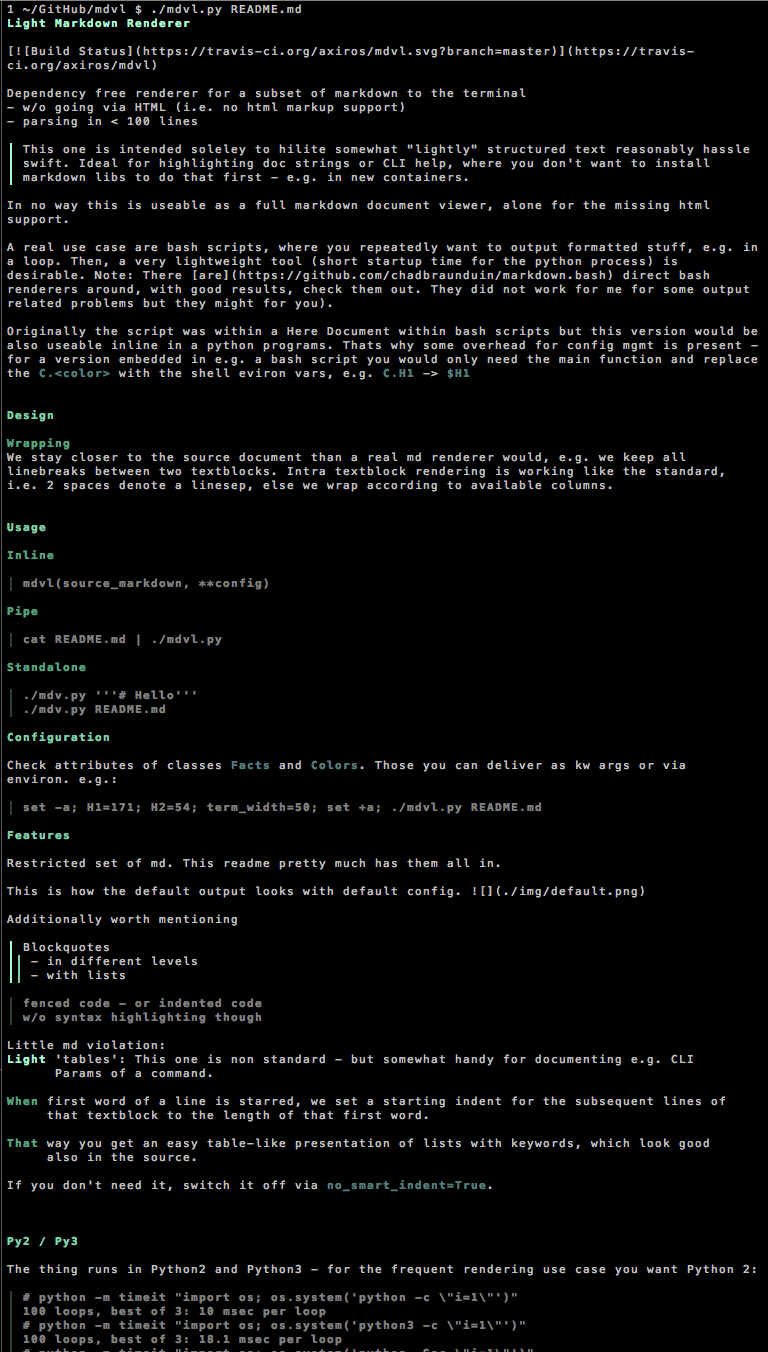 1 ~/GitHub/mdvl $ ./mdvl.py README.md
Light Markdown Renderer
[![Build Status](https://travis-ci.org/axiros/mdvl.svg?branch=master)](https://travis-
ci.org/axiros/mdvl)
Dependency free renderer for a subset of markdown to the terminal
- w/o going via HTML (i.e. no html markup support)
- parsing in < 100 lines
This one is intended soleley to hilite somewhat "lightly" structured text reasonably hassle
swift. Ideal for highlighting doc strings or CLI help, where you don't want to install
markdown libs to do that first - e.g. in new containers.
In no way this is useable as a full markdown document viewer, alone for the missing html
support.
A real use case are bash scripts, where you repeatedly want to output formatted stuff, e.g. in
a loop. Then, a very lightweight tool (short startup time for the python process) is
desirable. Note: There [are](https://github.com/chadbraunduin/markdown.bash) direct bash
renderers around, with good results, check them out. They did not work for me for some output
related problems but they might for you).
Originally the script was within a Here Document within bash scripts but this version would be
also useable inline in a python programs. Thats why some overhead for config mgmt is present -
for a version embedded in e.g. a bash script you would only need the main function and replace
the C.<color> with the shell eviron vars, e.g. C.H1 -> $H1
Design
Wrapping
We stay closer to the source document than a real md renderer would, e.g. we keep all
linebreaks between two textblocks. Intra textblock rendering is working like the standard,
i.e. 2 spaces denote a linesep, else we wrap according to available columns.
Usage
Inline
mdvl(source_markdown, **config)
Pipe
cat README.md | ./mdvl.py
Standalone
./mdv.py '''# Hello'''
./mdv.py README.md
Configuration
Check attributes of classes Facts and Colors. Those you can deliver as kw args or via
environ. e.g.:
set -a; H1=171; H2=54; term_width=50; set +a; ./mdvl.py README.md
Features
Restricted set of md. This readme pretty much has them all in.
This is how the default output looks with default config. ![](./img/default.png)
Additionally worth mentioning
Blockquotes
- in different levels
- with lists
fenced code - or indented code
w/o syntax highlighting though
Little md violation:
Light 'tables': This one is non standard - but somewhat handy for documenting e.g. CLI
Params of a command.
When first word of a line is starred, we set a starting indent for the subsequent lines of
that textblock to the length of that first word.
That way you get an easy table-like presentation of lists with keywords, which look good
also in the source.
If you don't need it, switch it off via no_smart_indent=True.
Py2 / Py3
The thing runs in Python2 and Python3 - for the frequent rendering use case you want Python 2:
# python -m timeit "import os; os.system('python -c \"i=1\"')"
100 loops, best of 3: 10 msec per loop
# python -m timeit "import os; os.system('python3 -c \"i=1\"')"
100 loops, best of 3: 18.1 msec per loop